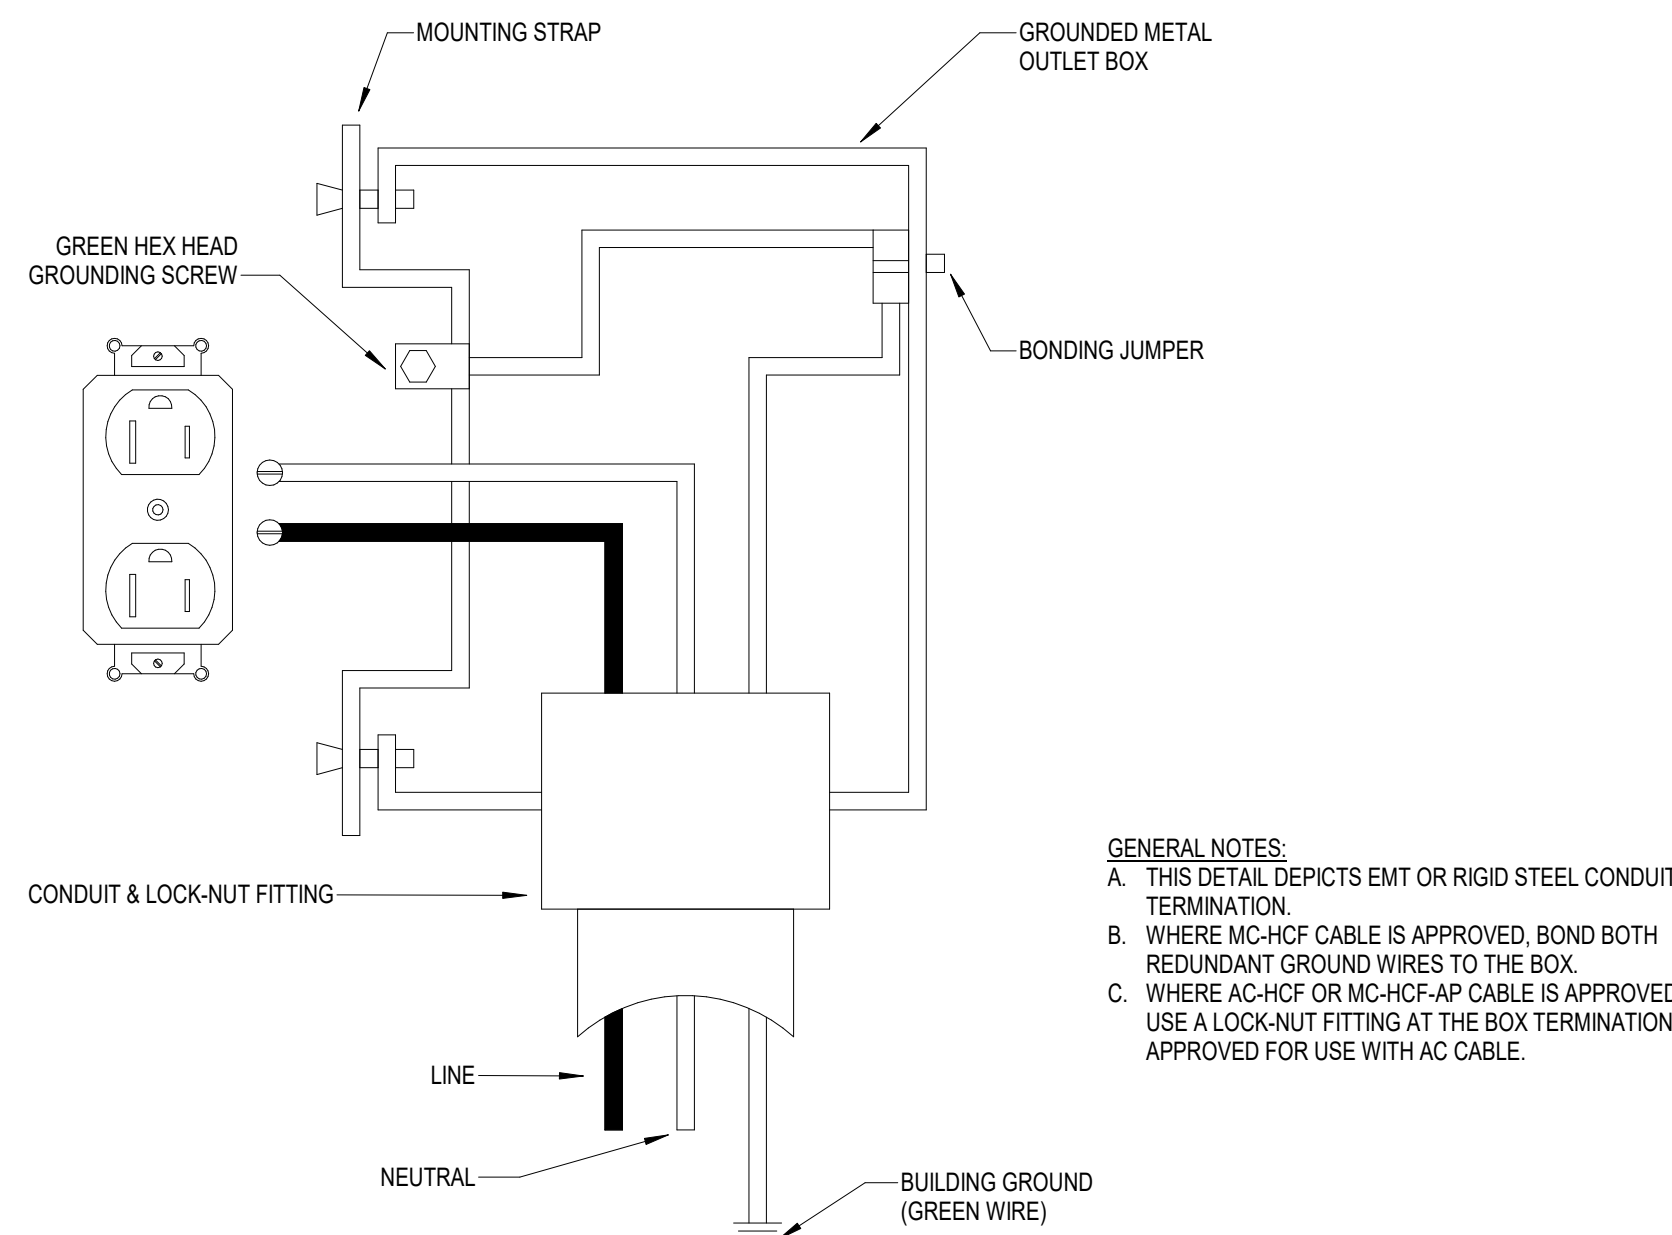 MOUNTING STRAP
GROUNDED METAL
OUTLET BOX
GREEN HEX HEAD
GROUNDING SCREW
BONDING JUMPER
CONDUIT & LOCK-NUT FITTING
GENERAL NOTES:
A. THIS DETAIL DEPICTS EMT OR RIGID STEEL CONDUIT
TERMINATION.
B. WHERE MC-HCF CABLE IS APPROVED, BOND BOTH
REDUNDANT GROUND WIRES TO THE BOX.
C. WHERE AC-HCF OR MC-HCF-AP CABLE IS APPROVED
USE A LOCK-NUT FITTING AT THE BOX TERMINATION
APPROVED FOR USE WITH AC CABLE.
LINE
NEUTRAL
BUILDING GROUND
(GREEN WIRE)